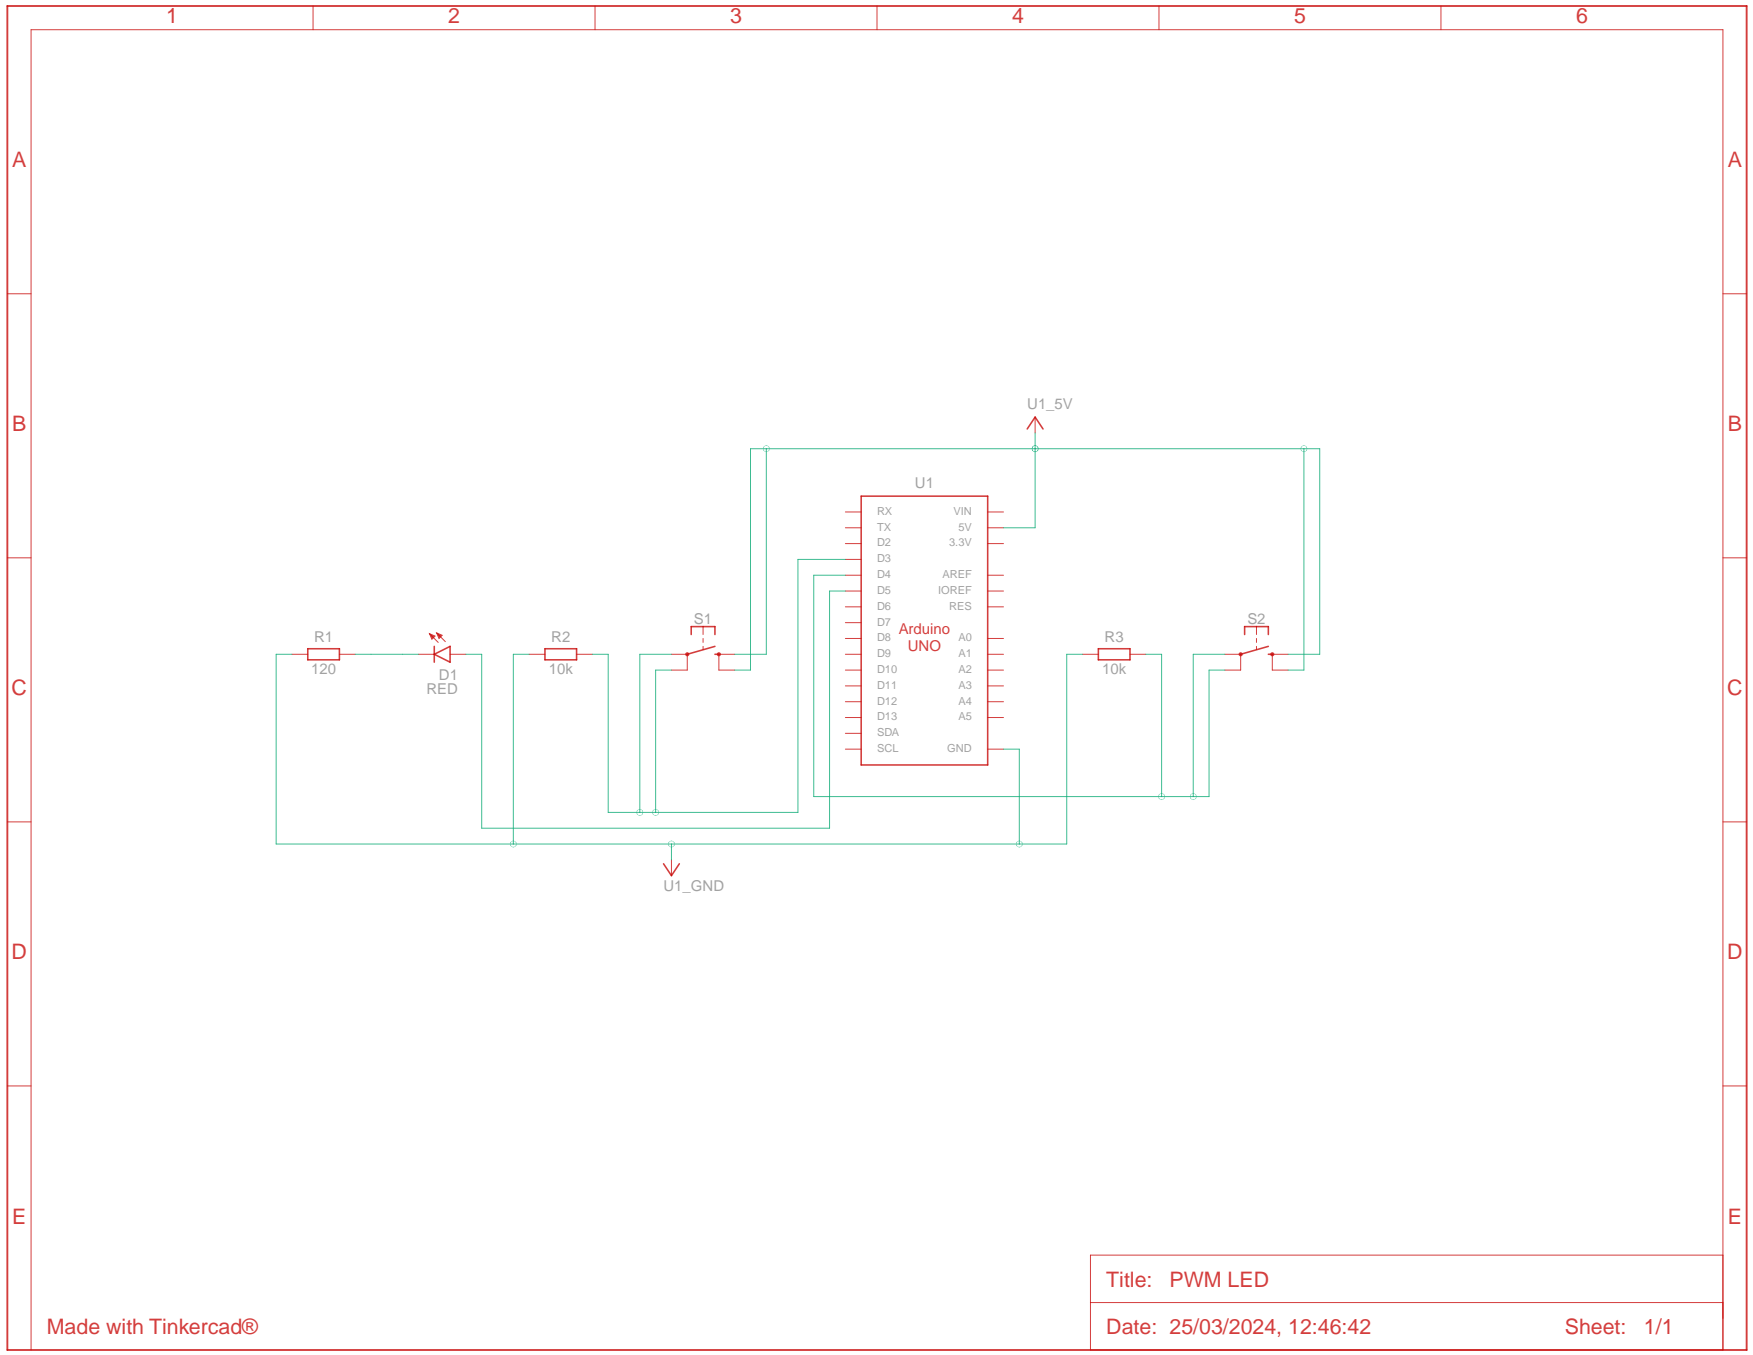 1 2 3 4 5 6
A A
B B
C C
D D
E E
U1_5V
U1
RX VIN
TX 5V
D2 3.3V
D3
D4 AREF
D5 IOREF
D6 RES
D7
Arduino
UNO
D8 A0
D9 A1
D10 A2
D11 A3
D12 A4
D13 A5
SDA
SCL GND
R1
120
D1
RED
R2
10k
S1
R3
10k
S2
U1_GND
Title: PWM LED
Date: 25/03/2024, 12:46:42 Sheet: 1/1
Made with Tinkercad®